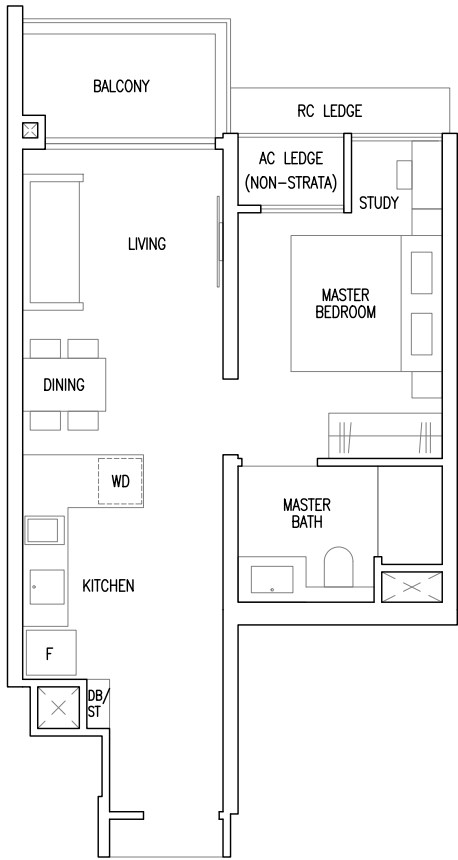 BALCONY
RC LEDGE
AC LEDGE
(NON-STRATA)
STUDY
LIVING
MASTER
BEDROOM
DINING
WD
MASTER
BATH
KITCHEN
F
DB/
ST